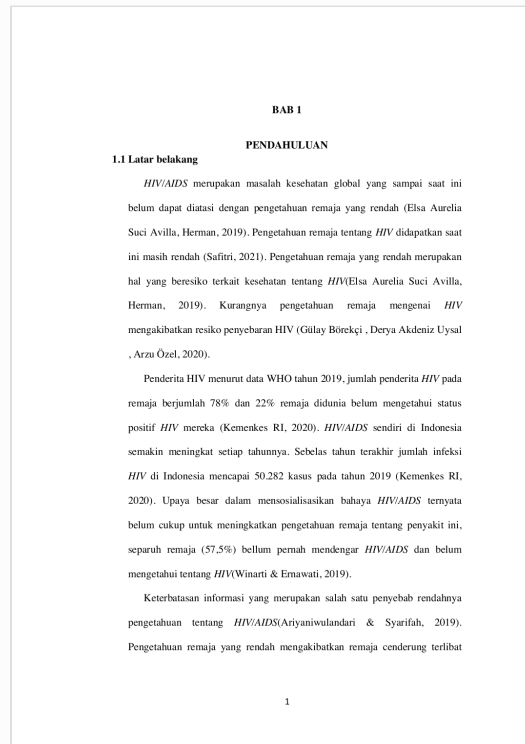 BAB 1
PENDAHULUAN
1.1 Latar belakang
HIV/AIDS merupakan masalah kesehatan global yang sampai saat ini
belum dapat diatasi dengan pengetahuan remaja yang rendah (Elsa Aurelia
Suci Avilla, Herman, 2019). Pengetahuan remaja tentang HIV didapatkan saat
ini masih rendah (Safitri, 2021). Pengetahuan remaja yang rendah merupakan
hal yang beresiko terkait kesehatan tentang HIV(Elsa Aurelia Suci Avilla,
Herman, 2019). Kurangnya pengetahuan remaja mengenai HIV
mengakibatkan resiko penyebaran HIV (Gülay Börekçi , Derya Akdeniz Uysal
, Arzu Özel, 2020).
Penderita HIV menurut data WHO tahun 2019, jumlah penderita HIV pada
remaja berjumlah 78% dan 22% remaja didunia belum mengetahui status
positif HIV mereka (Kemenkes RI, 2020). HIV/AIDS sendiri di Indonesia
semakin meningkat setiap tahunnya. Sebelas tahun terakhir jumlah infeksi
HIV di Indonesia mencapai 50.282 kasus pada tahun 2019 (Kemenkes RI,
2020). Upaya besar dalam mensosialisasikan bahaya HIV/AIDS ternyata
belum cukup untuk meningkatkan pengetahuan remaja tentang penyakit ini,
separuh remaja (57,5%) bellum pernah mendengar HIV/AIDS dan belum
mengetahui tentang HIV(Winarti & Ernawati, 2019).
Keterbatasan informasi yang merupakan salah satu penyebab rendahnya
pengetahuan tentang HIV/AIDS(Ariyaniwulandari & Syarifah, 2019).
Pengetahuan remaja yang rendah mengakibatkan remaja cenderung terlibat
1